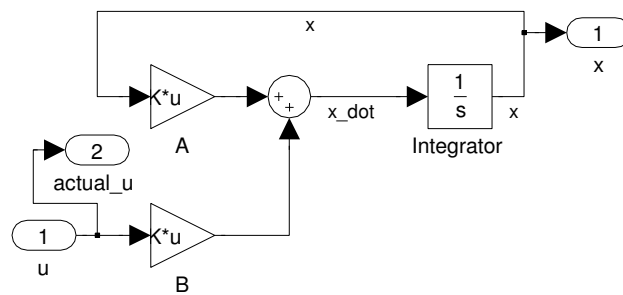 x
1
x
K*u
A
+
+
x_dot
1
s
x
Integrator
2
actual_u
1
u
K*u
B